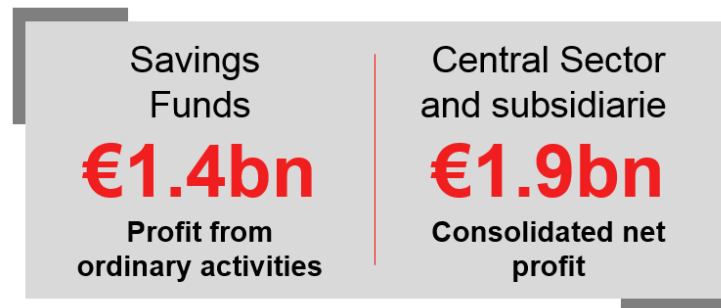 Savings
Funds
€1.4bn
Profit from
ordinary activities
Central Sector
and subsidiarie
€1.9bn
Consolidated net
profit